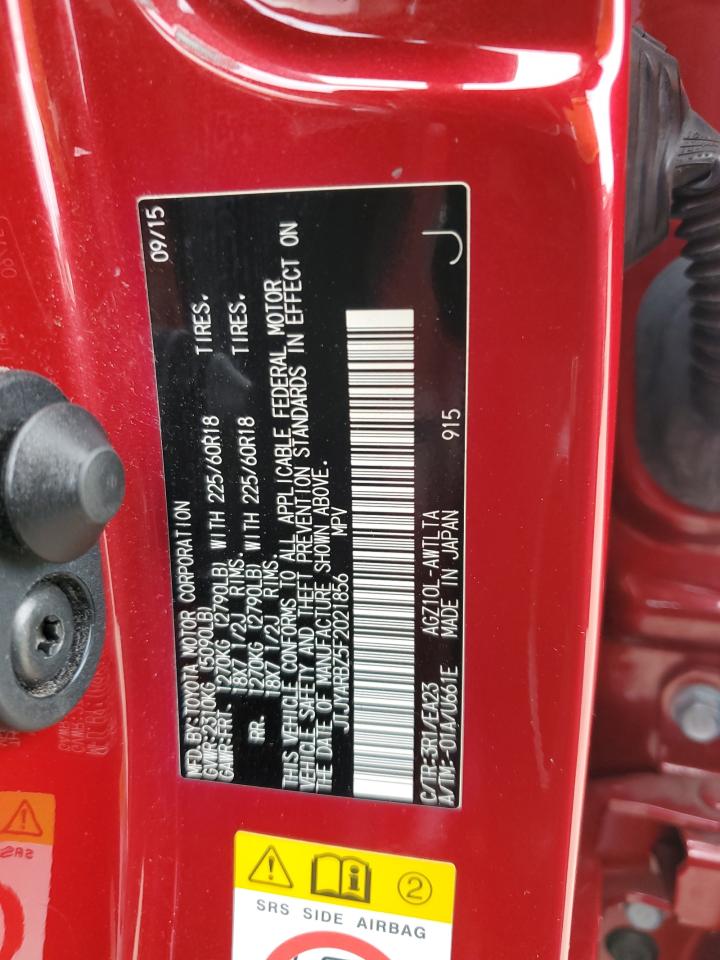 MFD.BY:TOYOTA MOTOR CORPORATION 09/15
GVWR:2310KG (5090LB)
GAWR:FRT. 1270KG (2790LB) WITH 225/60R18 TIRES.
18X7 1/2J RIMS.
RR. 1270KG (2790LB) WITH 225/60R18 TIRES.
18X7 1/2J RIMS.
THIS VEHICLE CONFORMS TO ALL APPLICABLE FEDERAL MOTOR
VEHICLE SAFETY AND THEFT PREVENTION STANDARDS IN EFFECT ON
THE DATE OF MANUFACTURE SHOWN ABOVE.
JTJYARBZ5F2021856 MPV
C/TR:3R1/EA23 AGZ10L-AWTLTA 915
A/TM:-01A/U661E MADE IN JAPAN
J
2
SRS SIDE AIRBAG